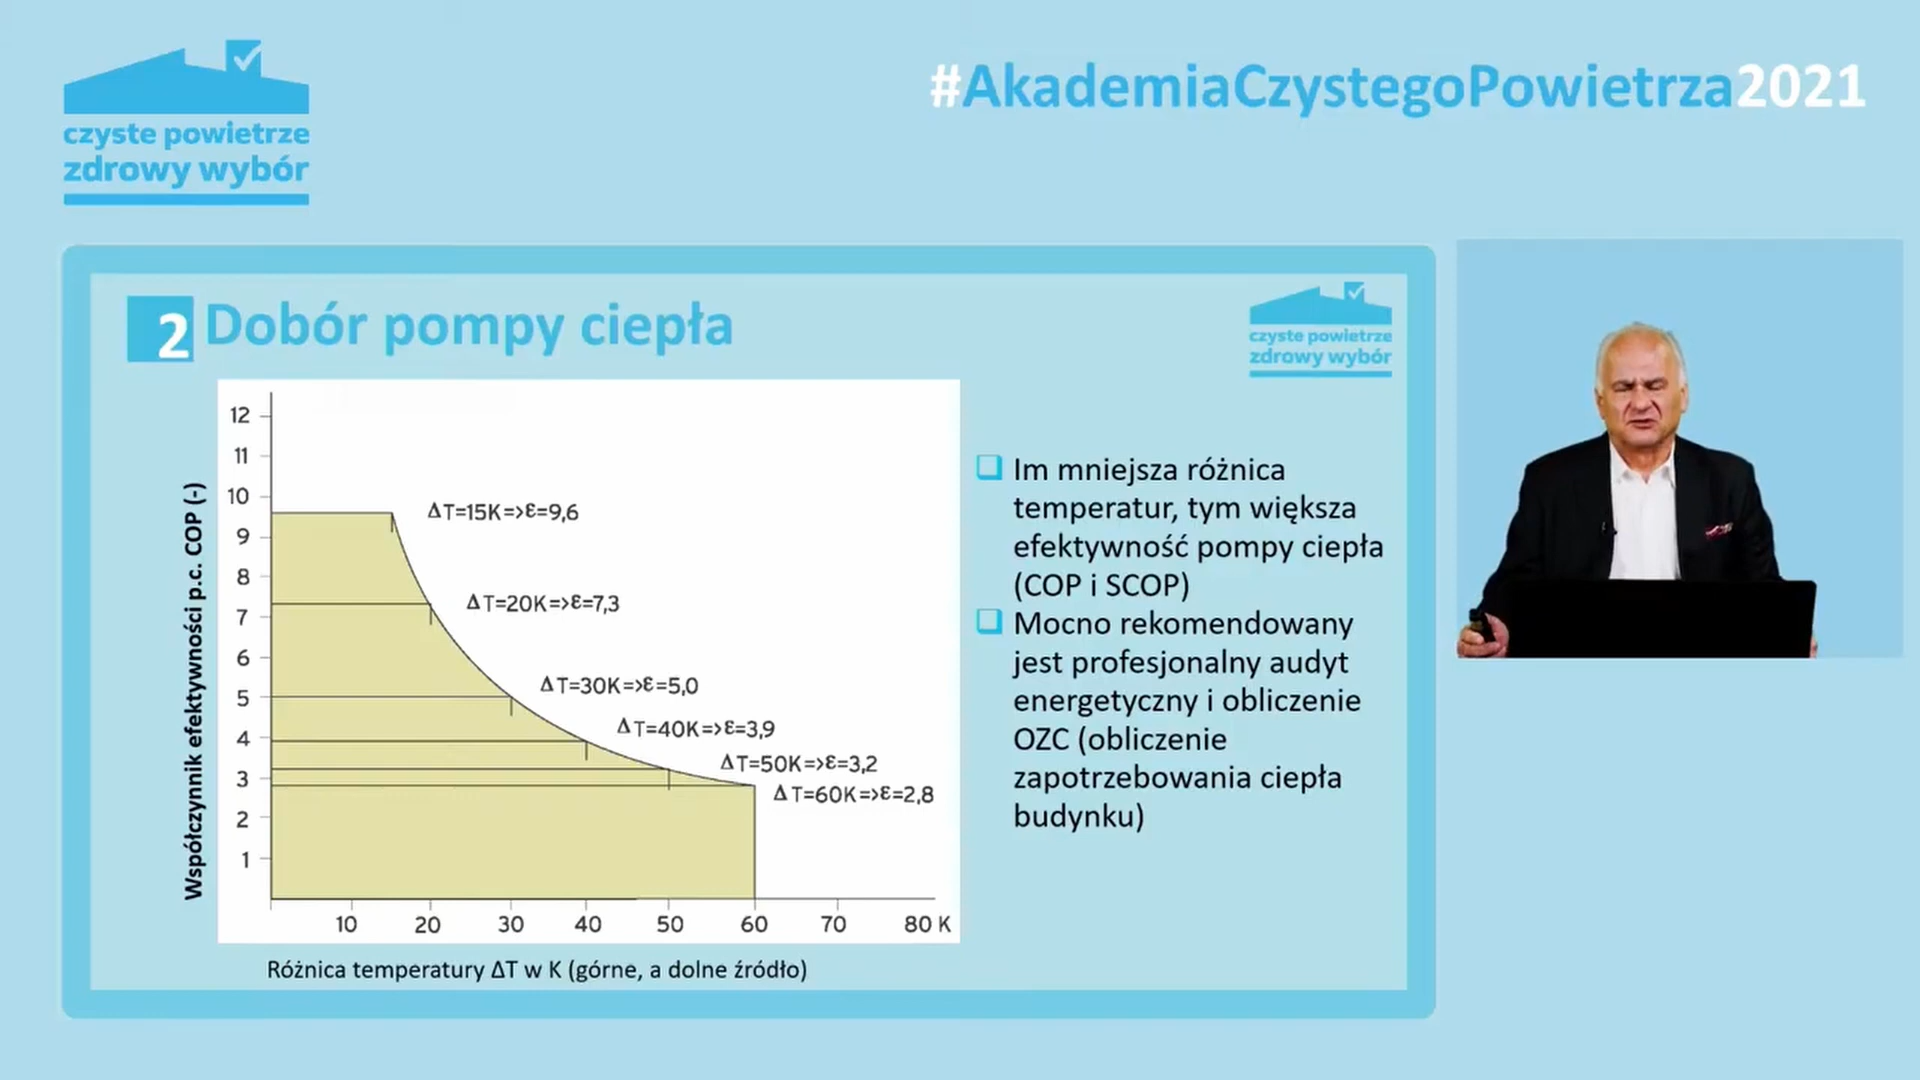 czyste powietrze
zdrowy wybór
#AkademiaCzystegoPowietrza2021
2 Dobór pompy ciepła
czyste powietrze
zdrowy wybór
Współczynnik efektywności p.c. COP (-)
12
11
10
9
8
7
6
5
4
3
2
1
ΔT=15K=>ε=9,6
ΔT=20K=>ε=7,3
ΔT=30K=>ε=5,0
ΔT=40K=>ε=3,9
ΔT=50K=>ε=3,2
ΔT=60K=>ε=2,8
10 20 30 40 50 60 70 80 K
Różnica temperatury ΔT w K (górne, a dolne źródło)
Im mniejsza różnica
temperatur, tym większa
efektywność pompy ciepła
(COP i SCOP)
Mocno rekomendowany
jest profesjonalny audyt
energetyczny i obliczenie
OZC (obliczenie
zapotrzebowania ciepła
budynku)